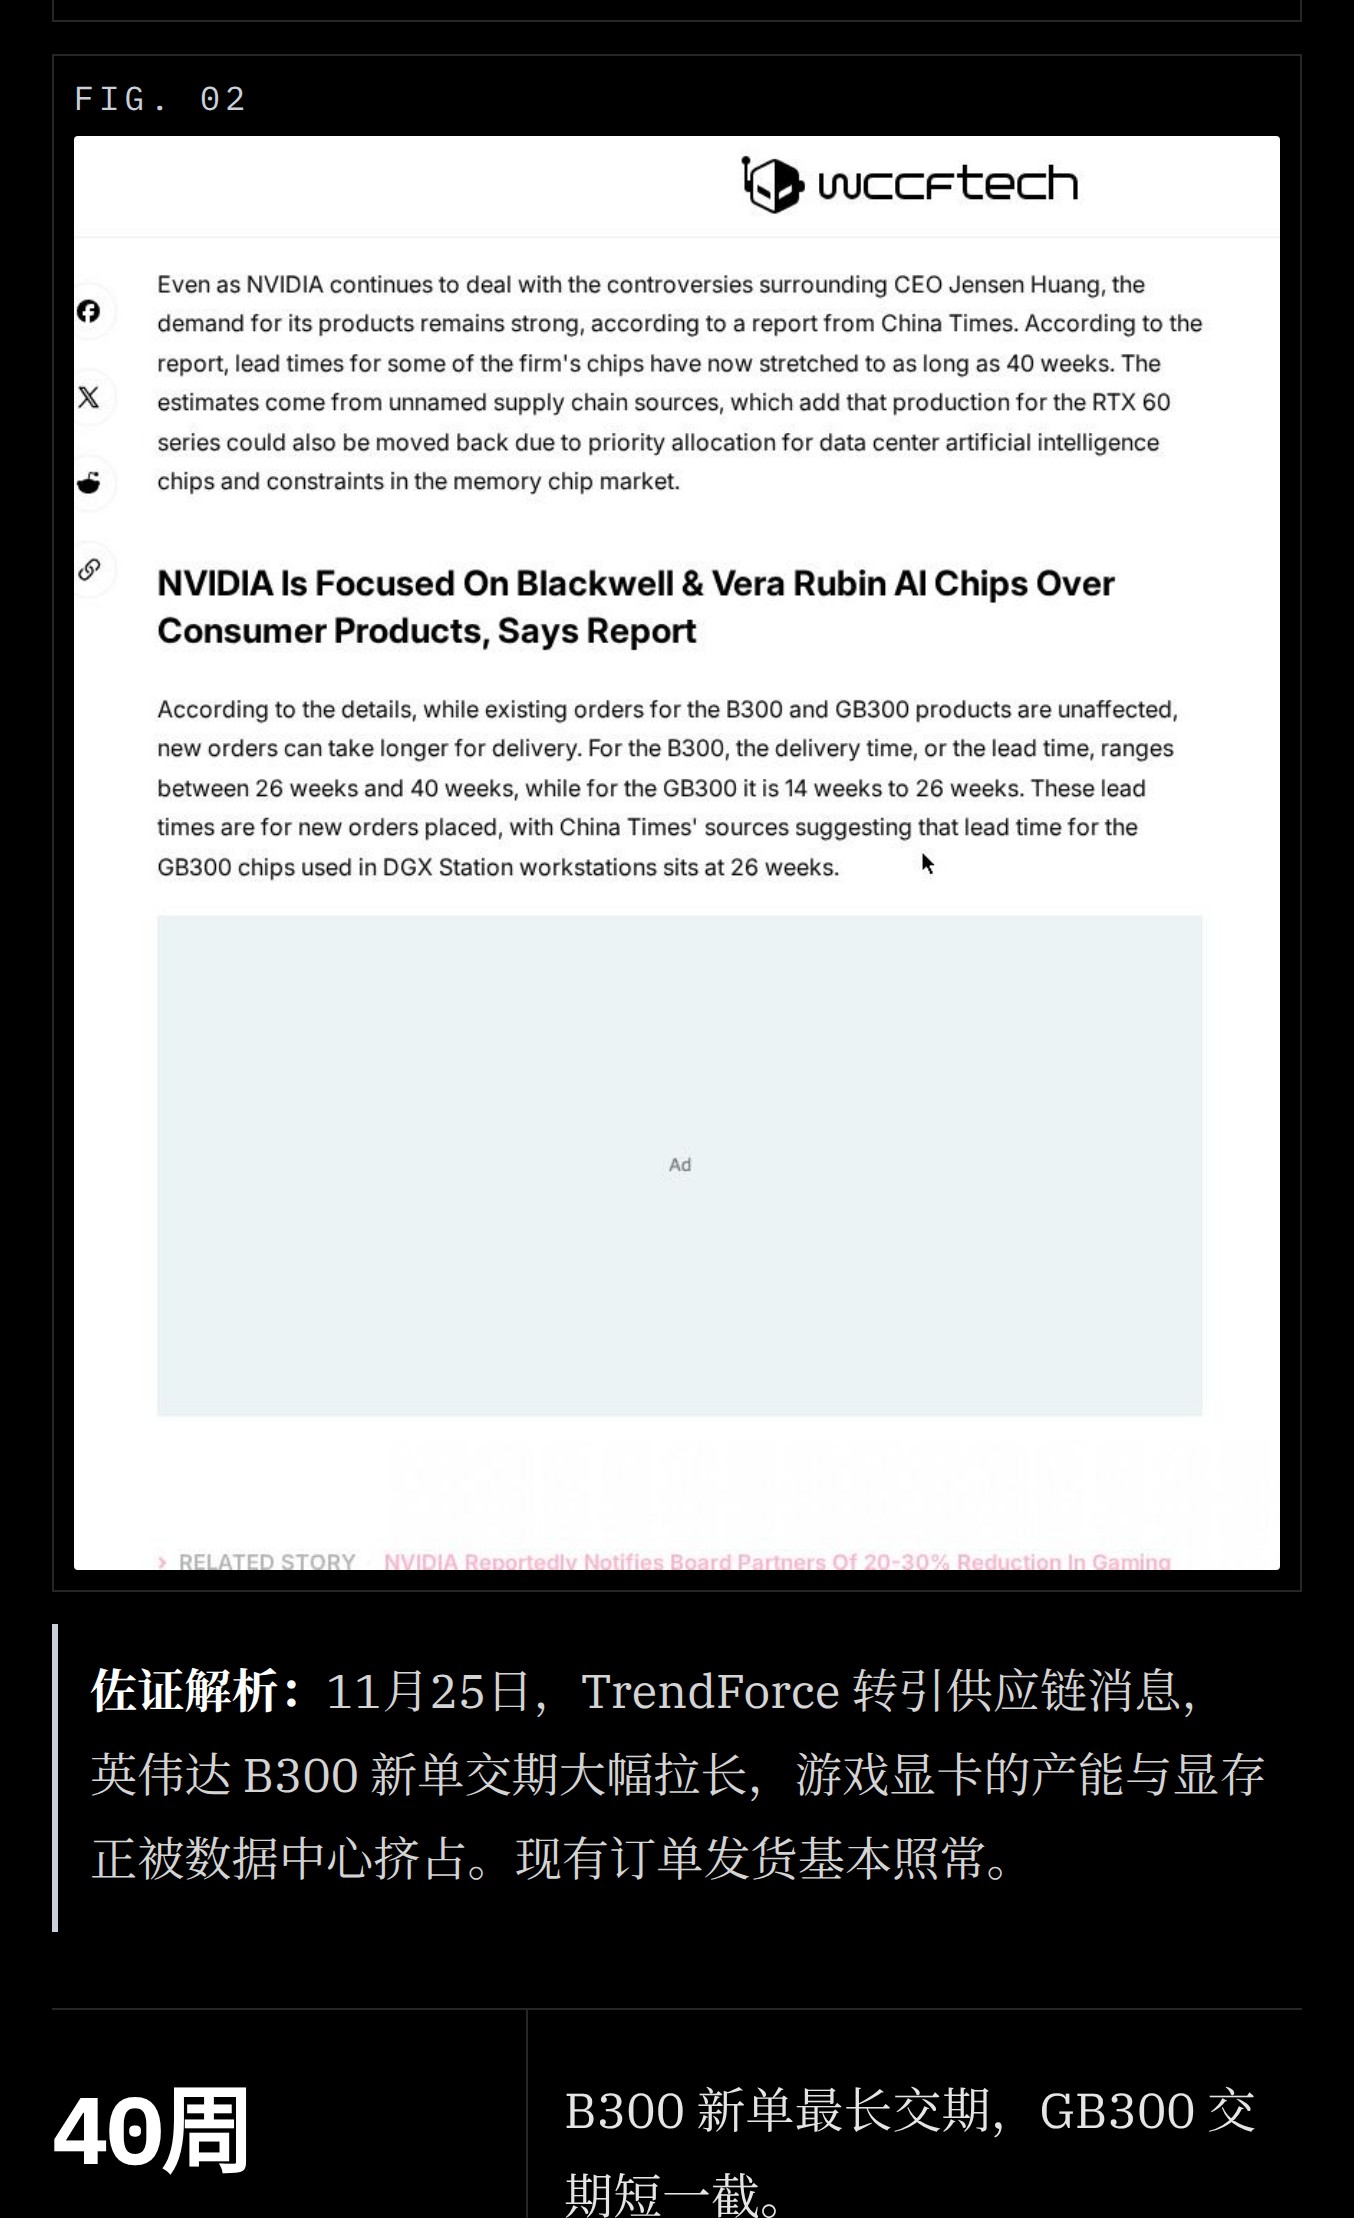 FIG. 02
wccftech
Even as NVIDIA continues to deal with the controversies surrounding CEO Jensen Huang, the
demand for its products remains strong, according to a report from China Times. According to the
report, lead times for some of the firm's chips have now stretched to as long as 40 weeks. The
estimates come from unnamed supply chain sources, which add that production for the RTX 60
series could also be moved back due to priority allocation for data center artificial intelligence
chips and constraints in the memory chip market.
NVIDIA Is Focused On Blackwell & Vera Rubin AI Chips Over
Consumer Products, Says Report
According to the details, while existing orders for the B300 and GB300 products are unaffected,
new orders can take longer for delivery. For the B300, the delivery time, or the lead time, ranges
between 26 weeks and 40 weeks, while for the GB300 it is 14 weeks to 26 weeks. These lead
times are for new orders placed, with China Times' sources suggesting that lead time for the
GB300 chips used in DGX Station workstations sits at 26 weeks.
Ad
RELATED STORY NVIDIA Reportedly Notifies Board Partners Of 20-30% Reduction In Gaming
佐证解析：11月25日，TrendForce 转引供应链消息，
英伟达 B300 新单交期大幅拉长，游戏显卡的产能与显存
正被数据中心挤占。现有订单发货基本照常。
40周
B300 新单最长交期，GB300 交
期短一截。